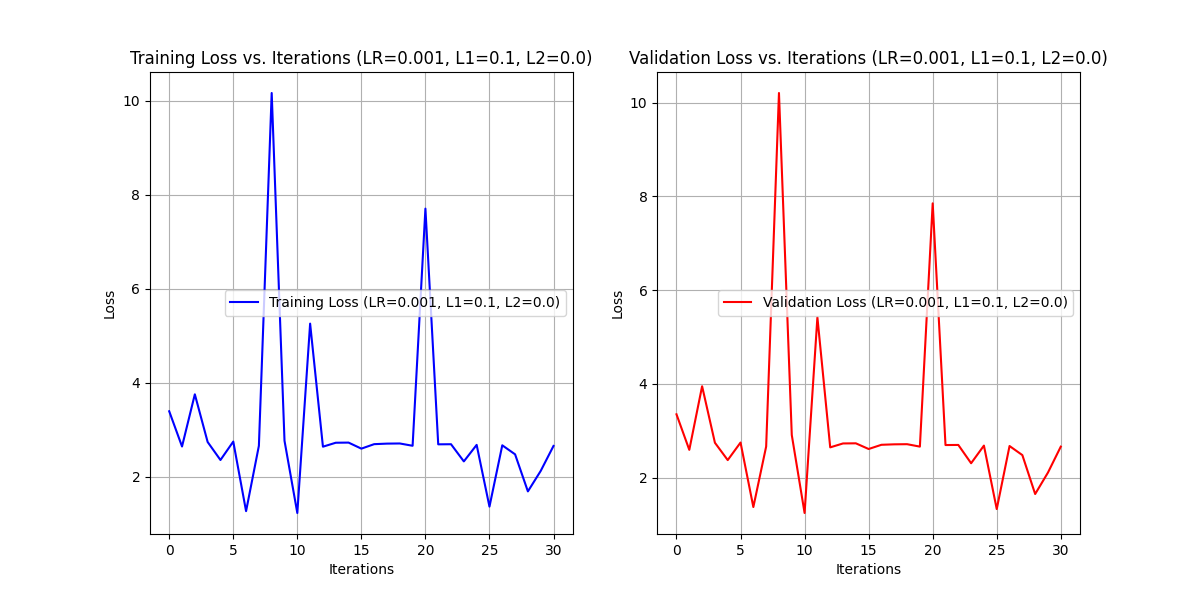 Training Loss vs. Iterations (LR=0.001, L1=0.1, L2=0.0)
10
8
6
4
2
Loss
Training Loss (LR=0.001, L1=0.1, L2=0.0)
0 5 10 15 20 25 30
Iterations
Validation Loss vs. Iterations (LR=0.001, L1=0.1, L2=0.0)
10
8
6
4
2
Loss
Validation Loss (LR=0.001, L1=0.1, L2=0.0)
0 5 10 15 20 25 30
Iterations